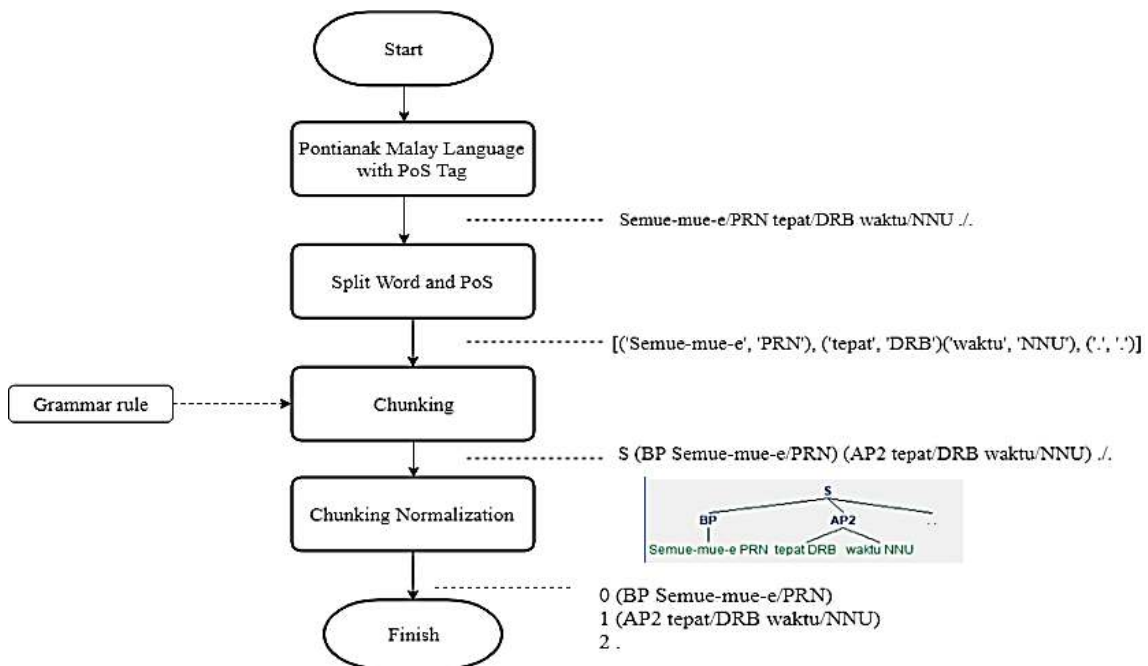 Start
Pontianak Malay Language
with PoS Tag
Semue-mue-e/PRN tepat/DRB waktu/NNU ./.
Split Word and PoS
[('Semue-mue-e', 'PRN'), ('tepat', 'DRB')('waktu', 'NNU'), ('.', '.')]
Grammar rule
Chunking
S (BP Semue-mue-e/PRN) (AP2 tepat/DRB waktu/NNU) ./.
Chunking Normalization
S
BP AP2 . .
Semue-mue-e PRN tepat DRB waktu NNU
0 (BP Semue-mue-e/PRN)
1 (AP2 tepat/DRB waktu/NNU)
2 .
Finish